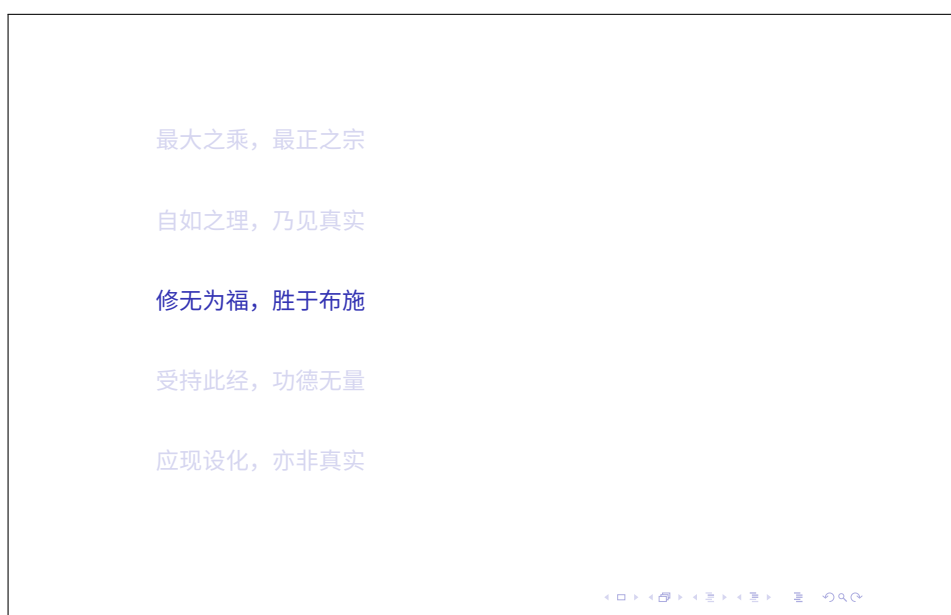 最大之乘，最正之宗
自如之理，乃见真实
修无为福，胜于布施
受持此经，功德无量
应现设化，亦非真实